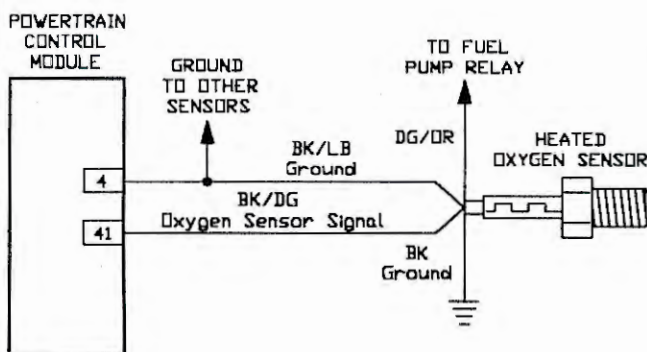 POWERTRAIN
CONTROL
MODULE
GROUND
TO OTHER
SENSORS
TO FUEL
PUMP RELAY
DG/OR
HEATED
OXYGEN SENSOR
BK/LB
Ground
4
BK/DG
Oxygen Sensor Signal
41
BK
Ground